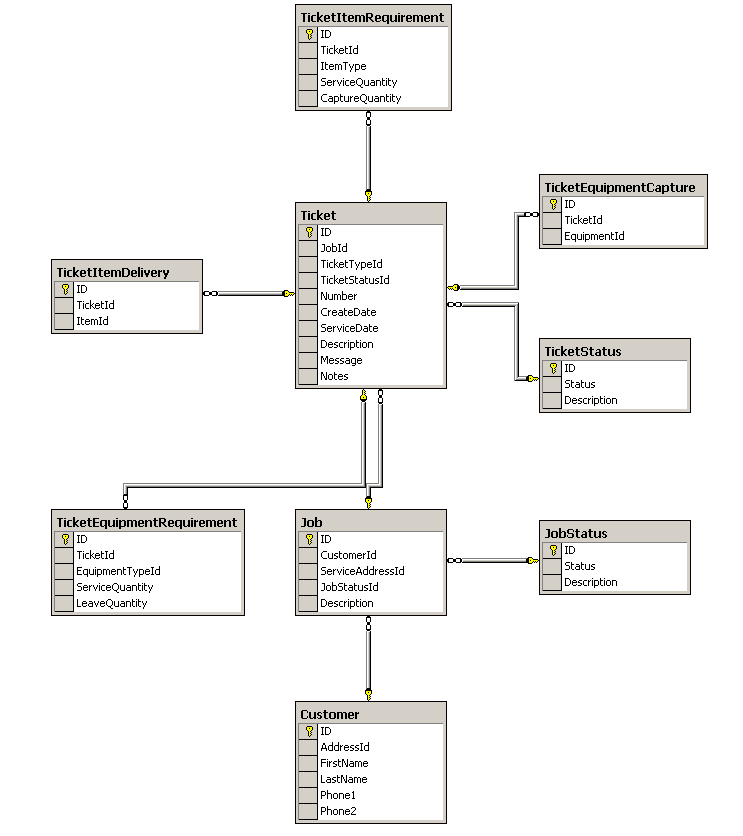 TicketItemRequirement
ID
TicketId
ItemType
ServiceQuantity
CaptureQuantity
TicketEquipmentCapture
ID
TicketId
EquipmentId
Ticket
ID
JobId
TicketTypeId
TicketStatusId
Number
CreateDate
ServiceDate
Description
Message
Notes
TicketItemDelivery
ID
TicketId
ItemId
TicketStatus
ID
Status
Description
TicketEquipmentRequirement
ID
TicketId
EquipmentTypeId
ServiceQuantity
LeaveQuantity
Job
ID
CustomerId
ServiceAddressId
JobStatusId
Description
JobStatus
ID
Status
Description
Customer
ID
AddressId
FirstName
LastName
Phone1
Phone2